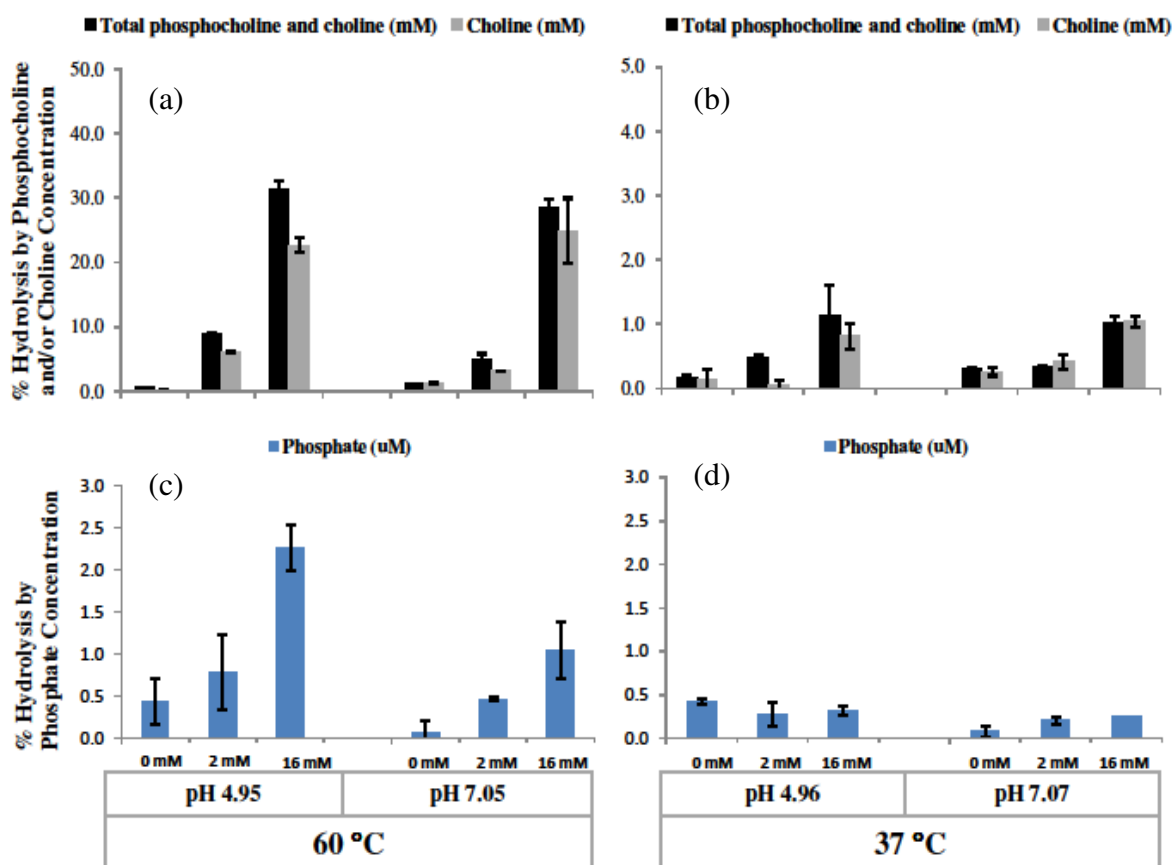 Total phosphocholine and choline (mM) Choline (mM)
Total phosphocholine and choline (mM) Choline (mM)
% Hydrolysis by Phosphocholine
and/or Choline Concentration
(a)
50.0
40.0
30.0
20.0
10.0
0.0
(b)
5.0
4.0
3.0
2.0
1.0
0.0
Phosphate (uM)
Phosphate (uM)
% Hydrolysis by
Phosphate Concentration
(c)
3.0
2.5
2.0
1.5
1.0
0.5
0.0
(d)
3.0
2.5
2.0
1.5
1.0
0.5
0.0
0 mM 2 mM 16 mM 0 mM 2 mM 16 mM
0 mM 2 mM 16 mM 0 mM 2 mM 16 mM
pH 4.95 pH 7.05
pH 4.96 pH 7.07
60 °C
37 °C